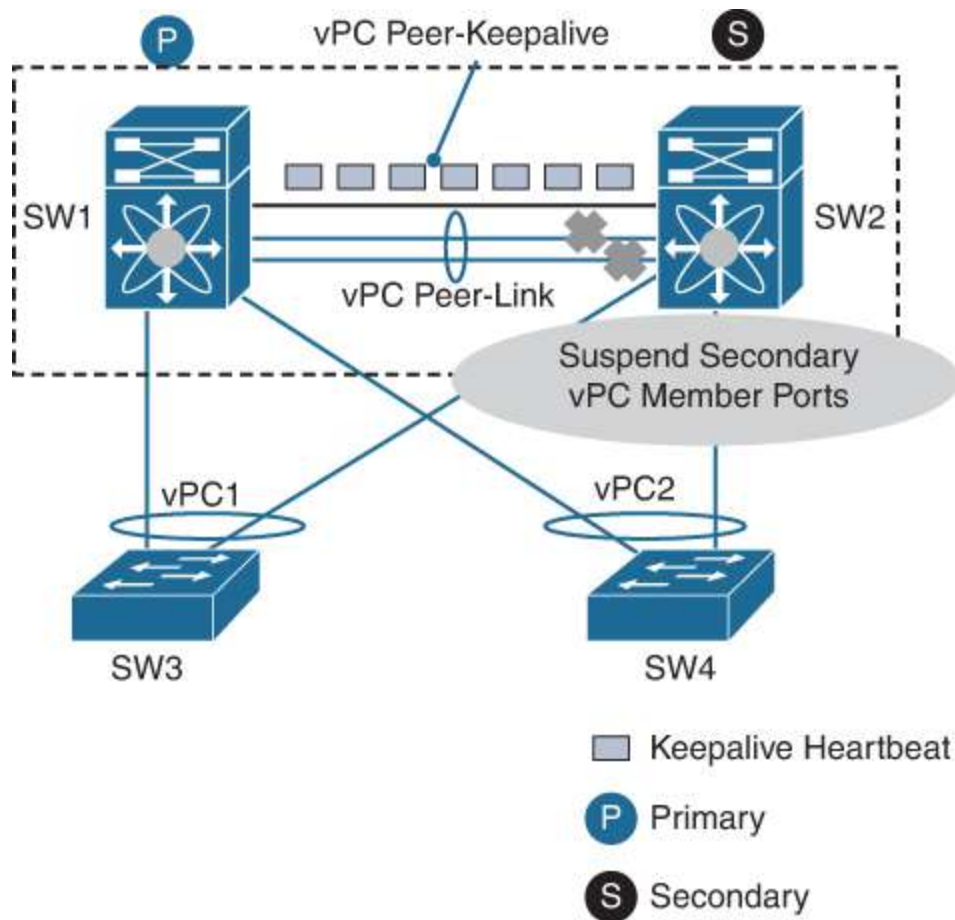 P
vPC Peer-Keepalive
S
SW1
SW2
vPC Peer-Link
Suspend Secondary
vPC Member Ports
vPC1
vPC2
SW3
SW4
Keepalive Heartbeat
P Primary
S Secondary